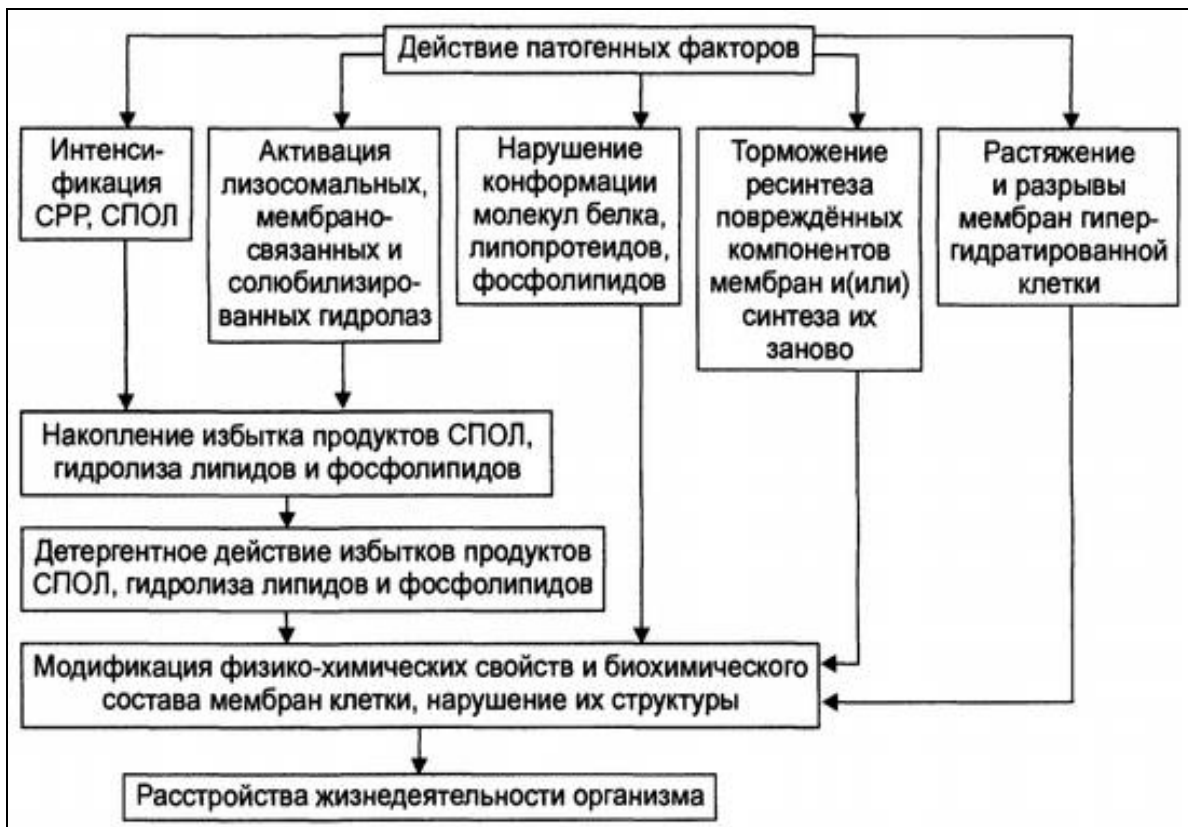 Действие патогенных факторов
Интенси-
фикация
СРР, СПОЛ
Активация
лизосомальных,
мембрано-
связанных и
солюбилизиро-
ванных гидролаз
Нарушение
конформации
молекул белка,
липопротеидов,
фосфолипидов
Торможение
ресинтеза
повреждённых
компонентов
мембран и(или)
синтеза их
заново
Растяжение
и разрывы
мембран гипер-
гидратированной
клетки
Накопление избытка продуктов СПОЛ,
гидролиза липидов и фосфолипидов
Детергентное действие избытков продуктов
СПОЛ, гидролиза липидов и фосфолипидов
Модификация физико-химических свойств и биохимического
состава мембран клетки, нарушение их структуры
Расстройства жизнедеятельности организма